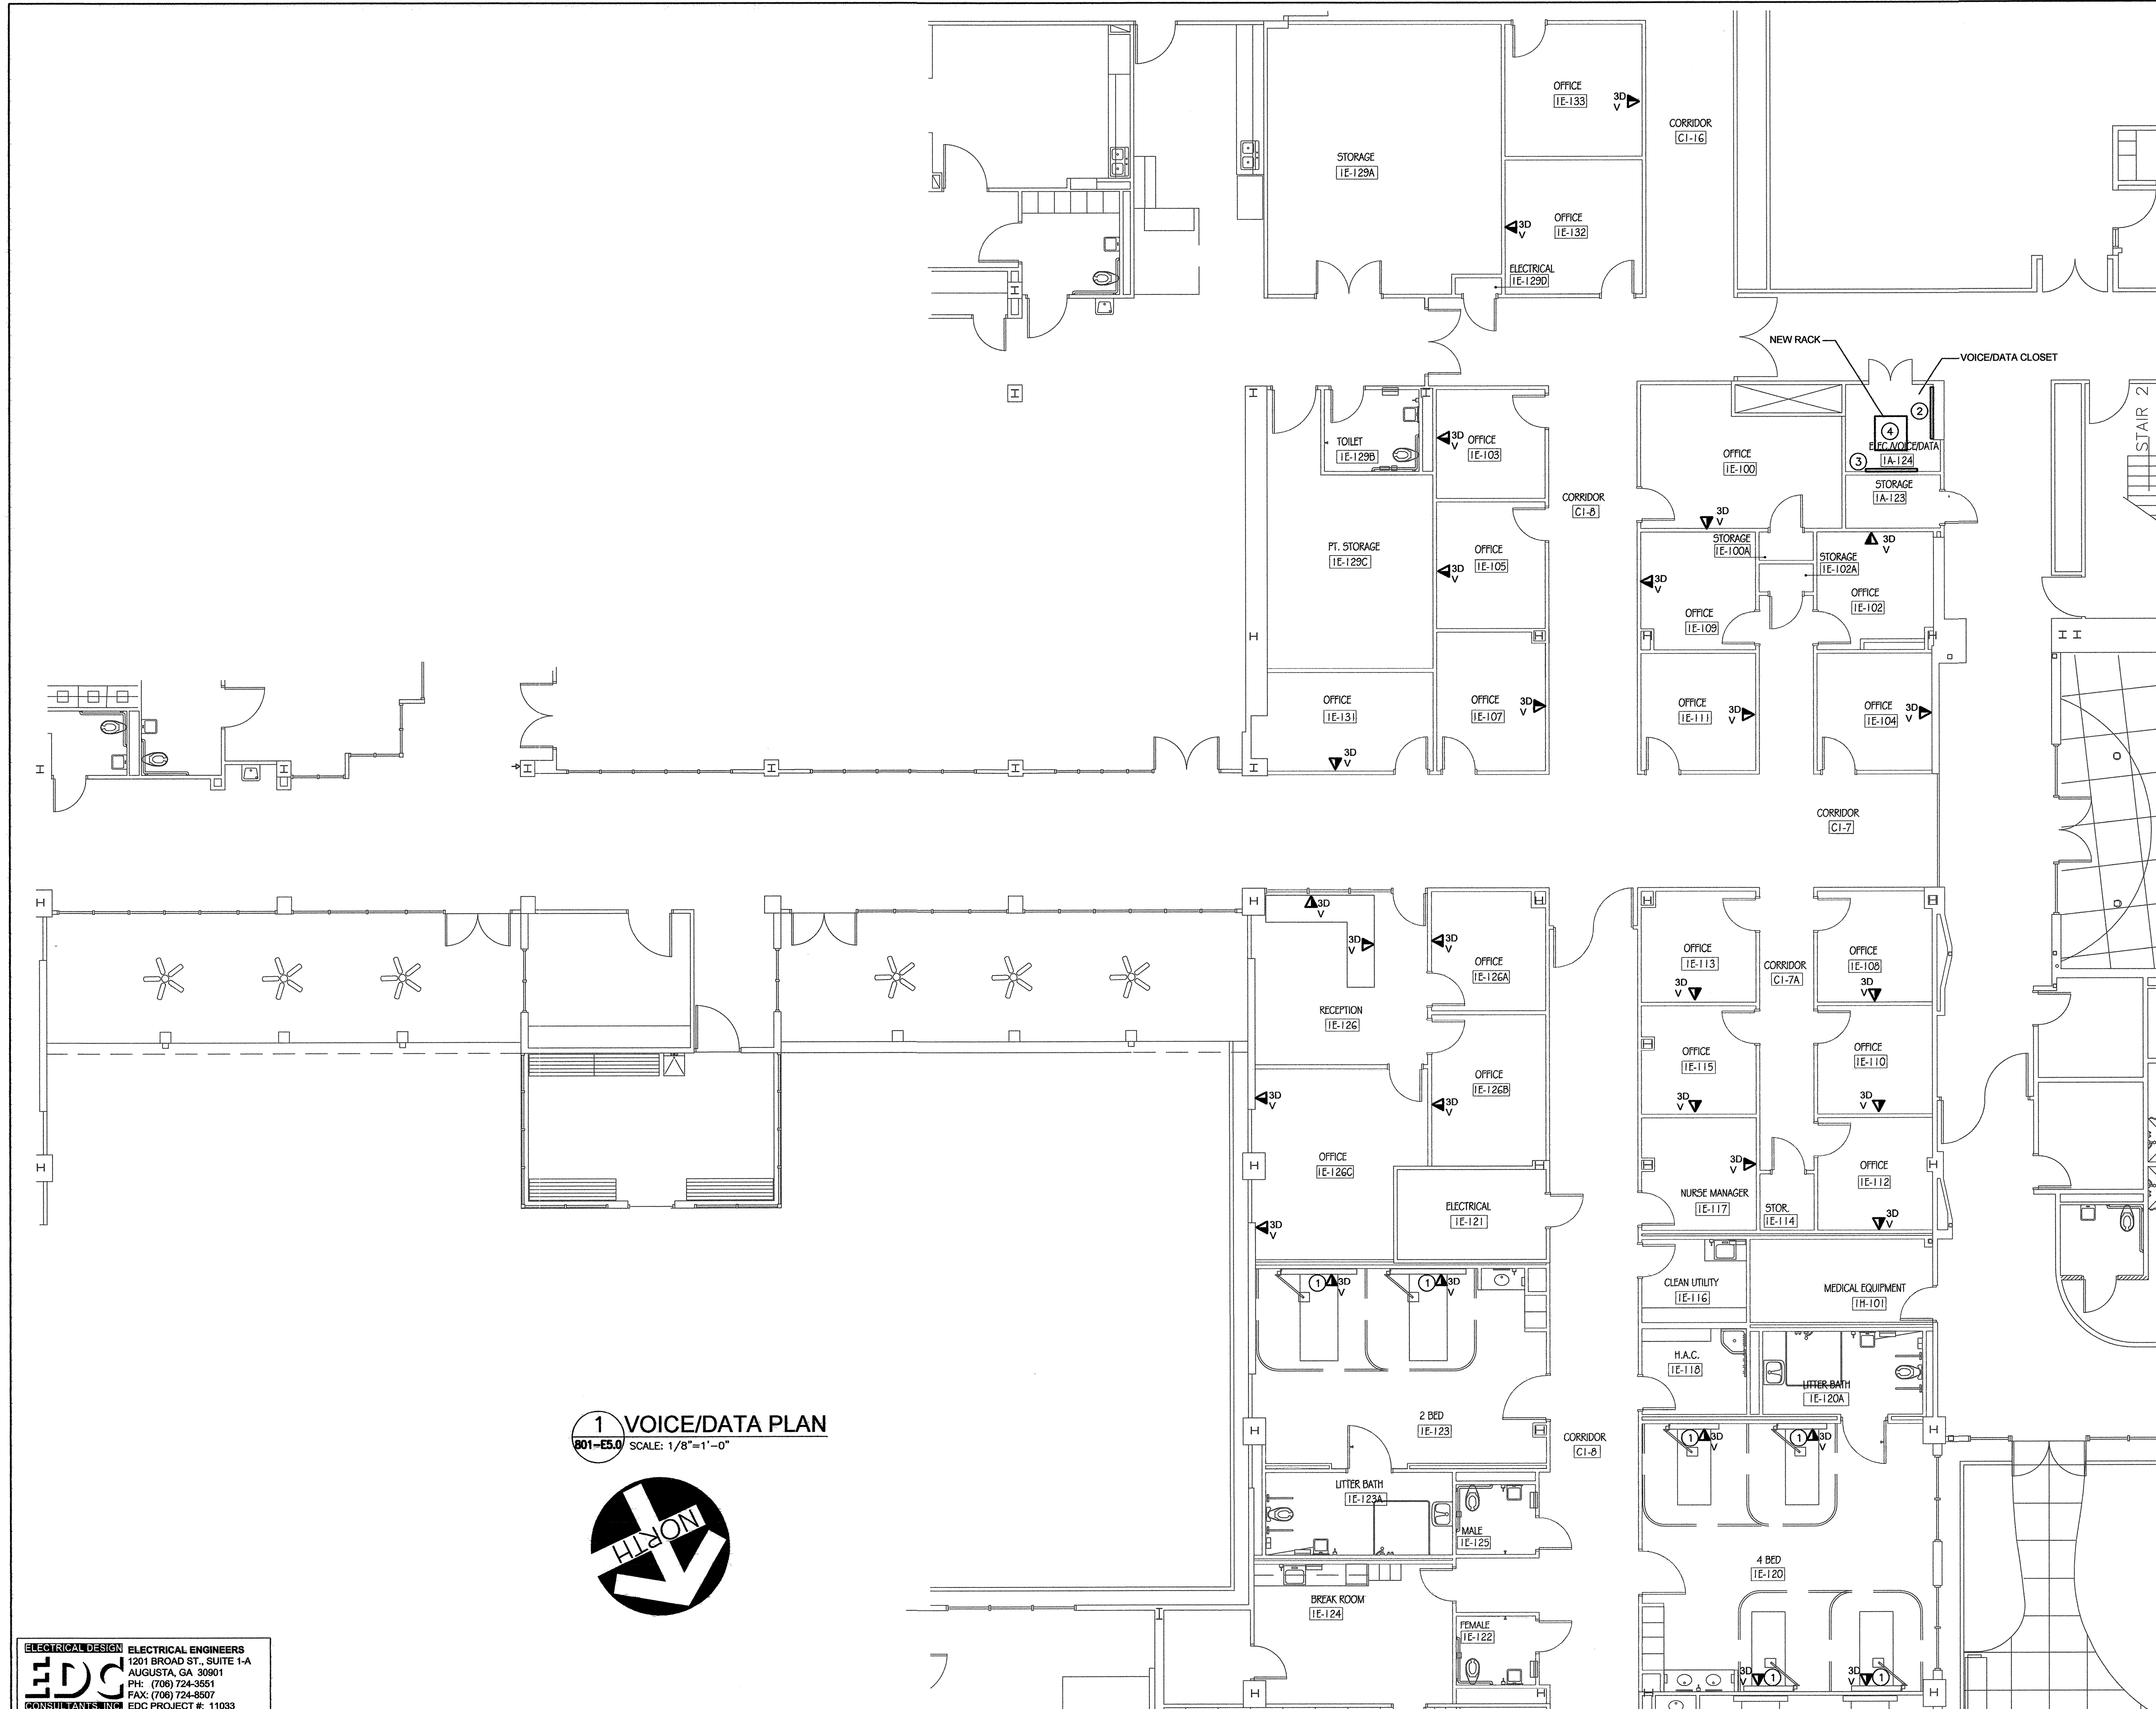 OFFICE
1E-133
3D
V
CORRIDOR
C1-16
STORAGE
1E-129A
OFFICE
1E-132
3D
V
ELECTRICAL
1E-129D
NEW RACK
VOICE/DATA CLOSET
2
4
ELEC./VOICE/DATA
1A-124
3
STORAGE
1A-123
STAIR 2
TOILET
1E-129B
3D
V
OFFICE
1E-103
OFFICE
1E-100
3D
V
CORRIDOR
C1-8
PT. STORAGE
1E-129C
OFFICE
1E-105
3D
V
STORAGE
1E-100A
STORAGE
1E-102A
3D
V
OFFICE
1E-109
3D
V
OFFICE
1E-102
OFFICE
1E-131
3D
V
OFFICE
1E-107
3D
V
OFFICE
1E-111
3D
V
OFFICE
1E-104
3D
V
CORRIDOR
C1-7
3D
V
3D
V
RECEPTION
1E-126
3D
V
OFFICE
1E-126A
OFFICE
1E-113
3D
V
CORRIDOR
C1-7A
OFFICE
1E-108
3D
V
OFFICE
1E-126B
3D
V
OFFICE
1E-115
3D
V
OFFICE
1E-110
3D
V
3D
V
OFFICE
1E-126C
3D
V
ELECTRICAL
1E-121
3D
V
NURSE MANAGER
1E-117
STOR.
1E-114
OFFICE
1E-112
3D
V
1
3D
V
1
3D
V
CLEAN UTILITY
1E-116
MEDICAL EQUIPMENT
1H-101
H.A.C.
1E-118
LITTER BATH
1E-120A
2 BED
1E-123
CORRIDOR
C1-8
1
3D
V
1
3D
V
LITTER BATH
1E-123A
MALE
1E-125
4 BED
1E-120
BREAK ROOM
1E-124
FEMALE
1E-122
3D
V
1
3D
V
1
1
VOICE/DATA PLAN
801-E5.0
SCALE: 1/8"=1'-0"
NORTH
ELECTRICAL DESIGN
EDC
CONSULTANTS, INC
ELECTRICAL ENGINEERS
1201 BROAD ST., SUITE 1-A
AUGUSTA, GA 30901
PH: (706) 724-3551
FAX: (706) 724-8507
EDC PROJECT #: 11033